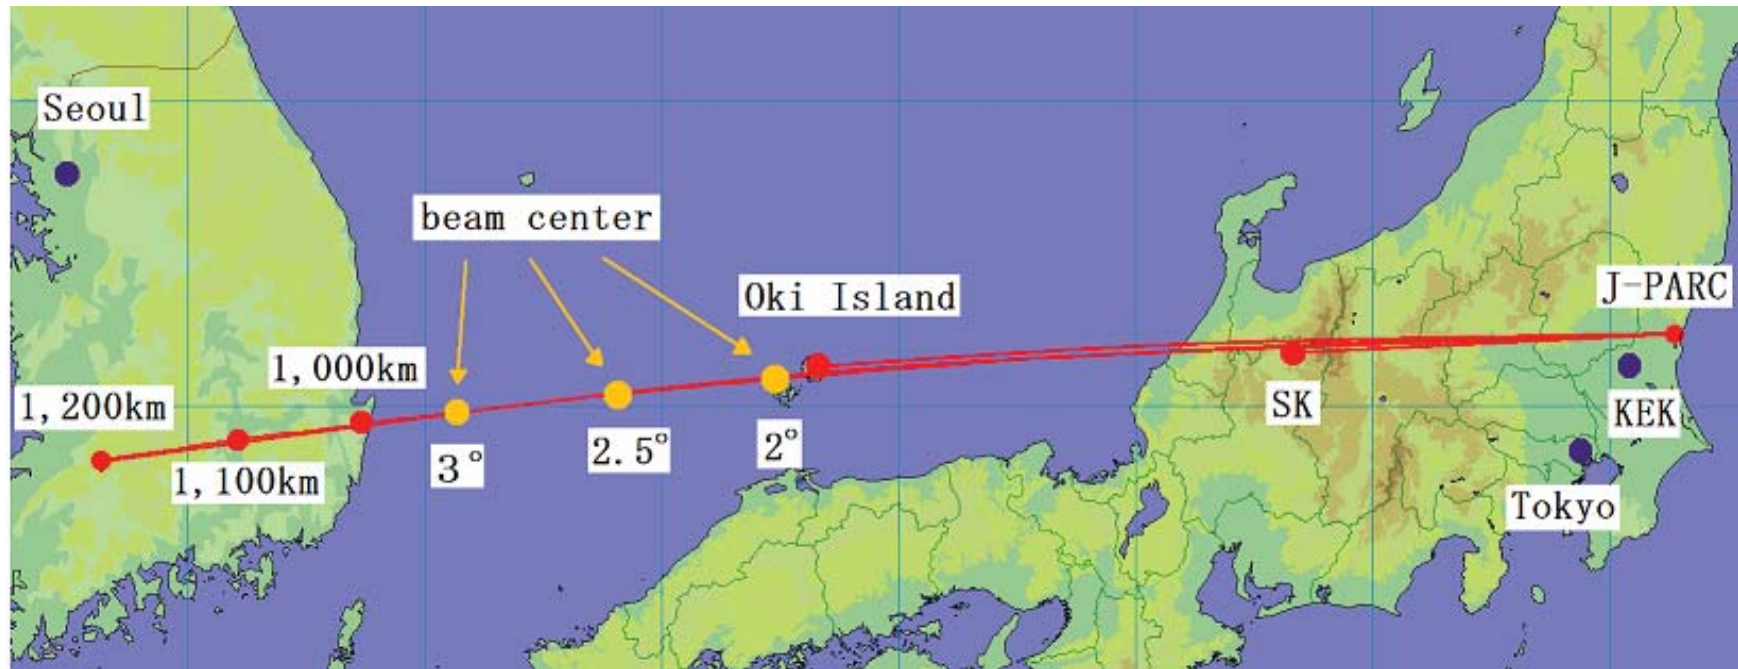 Seoul
beam center
Oki Island
J-PARC
1,000km
1,200km
SK
KEK
2°
2.5°
3°
1,100km
Tokyo